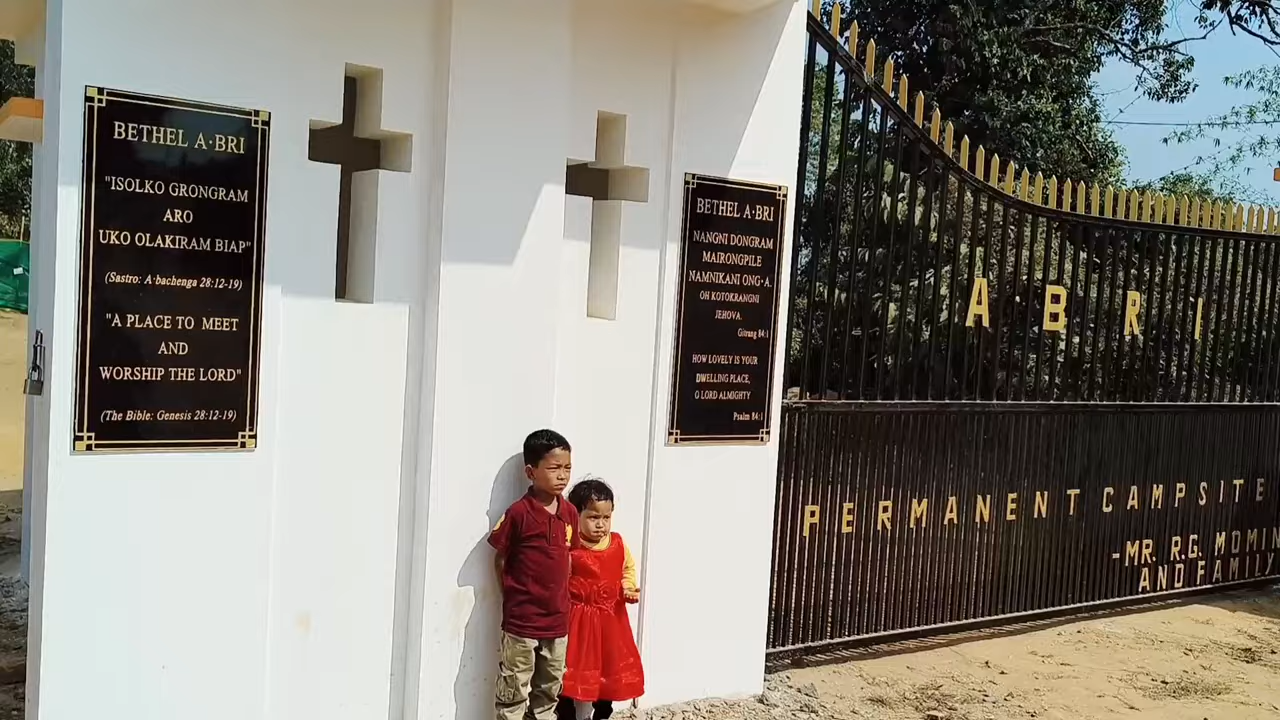 BETHEL A·BRI
"ISOLKO GRONGRAM
ARO
UKO OLAKIRAM BIAP"
(Sastro: A·bachenga 28:12-19)
"A PLACE TO MEET
AND
WORSHIP THE LORD"
(The Bible: Genesis 28:12-19)
BETHEL A·BRI
NANGNI DONGRAM
MAIRONGPILE
NAMNIKANI ONG·A.
OH KOTOKRANGNI
JEHOVA.
Gitrang 84:1
HOW LOVELY IS YOUR
DWELLING PLACE,
O LORD ALMIGHTY
Psalm 84:1
ABRI
PERMANENT CAMPSITE
-MR. R.G. MOMIN
AND FAMILY